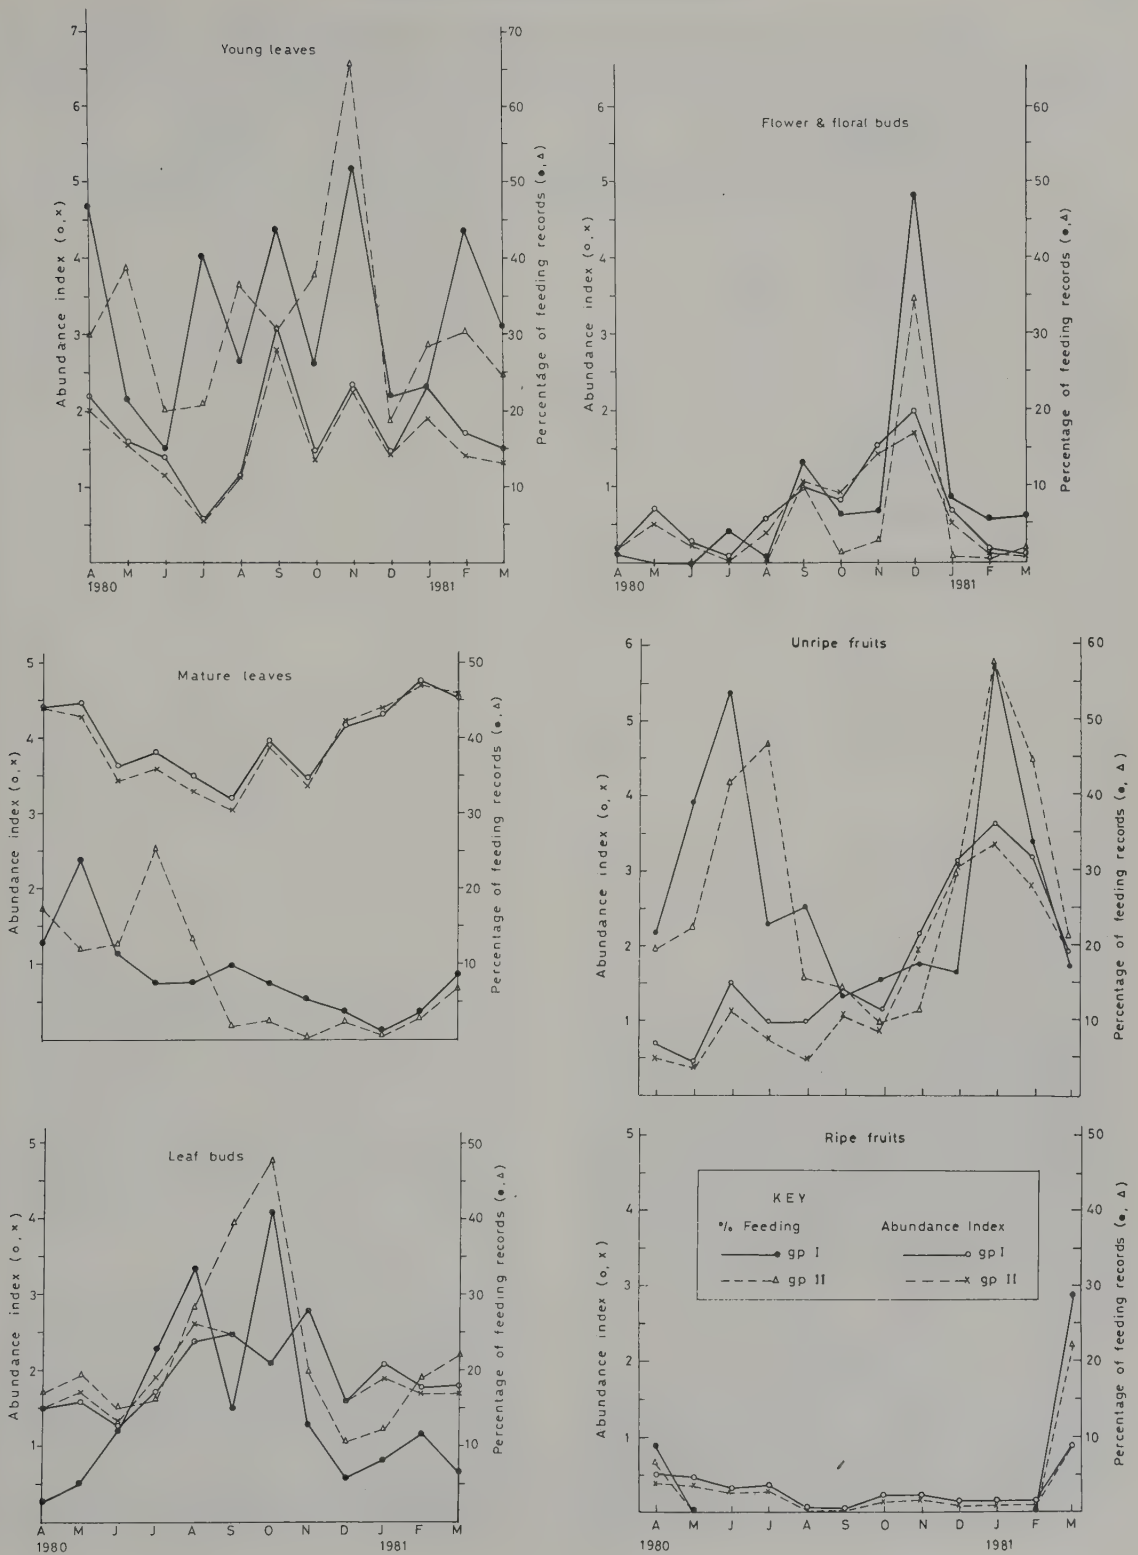 Young leaves
7
6
5
4
3
2
1
70
60
50
40
30
20
10
Abundance index (o, x)
Percentage of feeding records (●, Δ)
A M J J A S O N D J F M
1980 1981
Flower & floral buds
6
5
4
3
2
1
60
50
40
30
20
10
Abundance index (o, x)
Percentage of feeding records (●, Δ)
A M J J A S O N D J F M
1980 1981
Mature leaves
5
4
3
2
1
50
40
30
20
10
Abundance index (o, x)
Percentage of feeding records (●, Δ)
Unripe fruits
6
5
4
3
2
1
60
50
40
30
20
10
Abundance index (o, x)
Percentage of feeding records (●, Δ)
Leaf buds
5
4
3
2
1
50
40
30
20
10
Abundance index (o, x)
Percentage of feeding records (●, Δ)
A M J J A S O N D J F M
1980 1981
Ripe fruits
5
4
3
2
1
50
40
30
20
10
Abundance index (o, x)
Percentage of feeding records (●, Δ)
KEY
% Feeding Abundance Index
gp I gp I
gp II gp II
A M J J A S O N D J F M
1980 1981